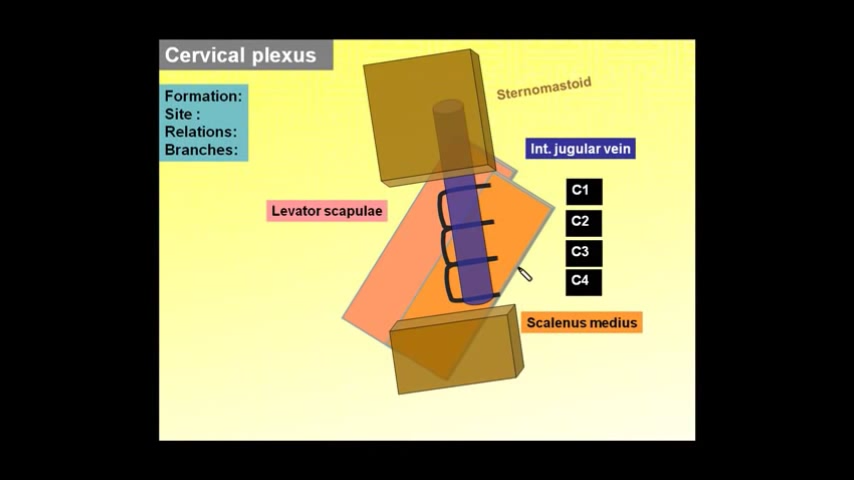 Cervical plexus
Formation:
Site :
Relations:
Branches:
Sternomastoid
Int. jugular vein
Levator scapulae
C1
C2
C3
C4
Scalenus medius